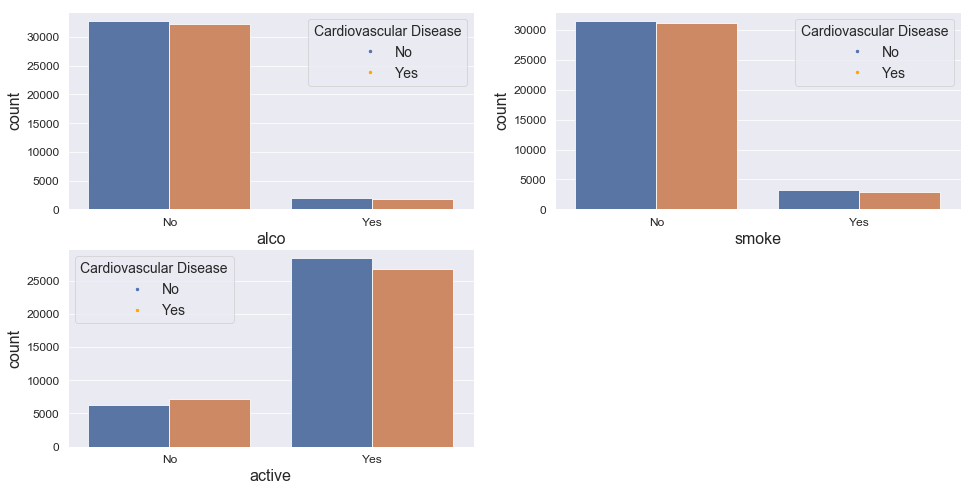 30000
25000
20000
15000
10000
5000
0
count
No
Yes
alco
Cardiovascular Disease
No
Yes
30000
25000
20000
15000
10000
5000
0
count
No
Yes
smoke
Cardiovascular Disease
No
Yes
25000
20000
15000
10000
5000
0
count
No
Yes
active
Cardiovascular Disease
No
Yes